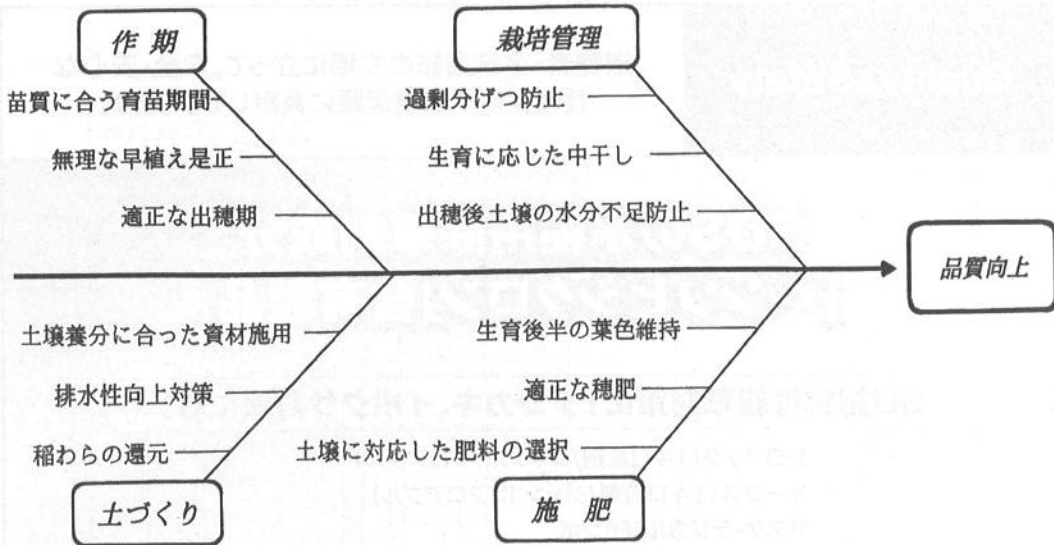 作 期
栽培管理
苗質に合う育苗期間
過剰分げつ防止
無理な早植え是正
生育に応じた中干し
適正な出穂期
出穂後土壌の水分不足防止
品質向上
土壌養分に合った資材施用
生育後半の葉色維持
排水性向上対策
適正な穂肥
稲わらの還元
土壌に対応した肥料の選択
土づくり
施 肥